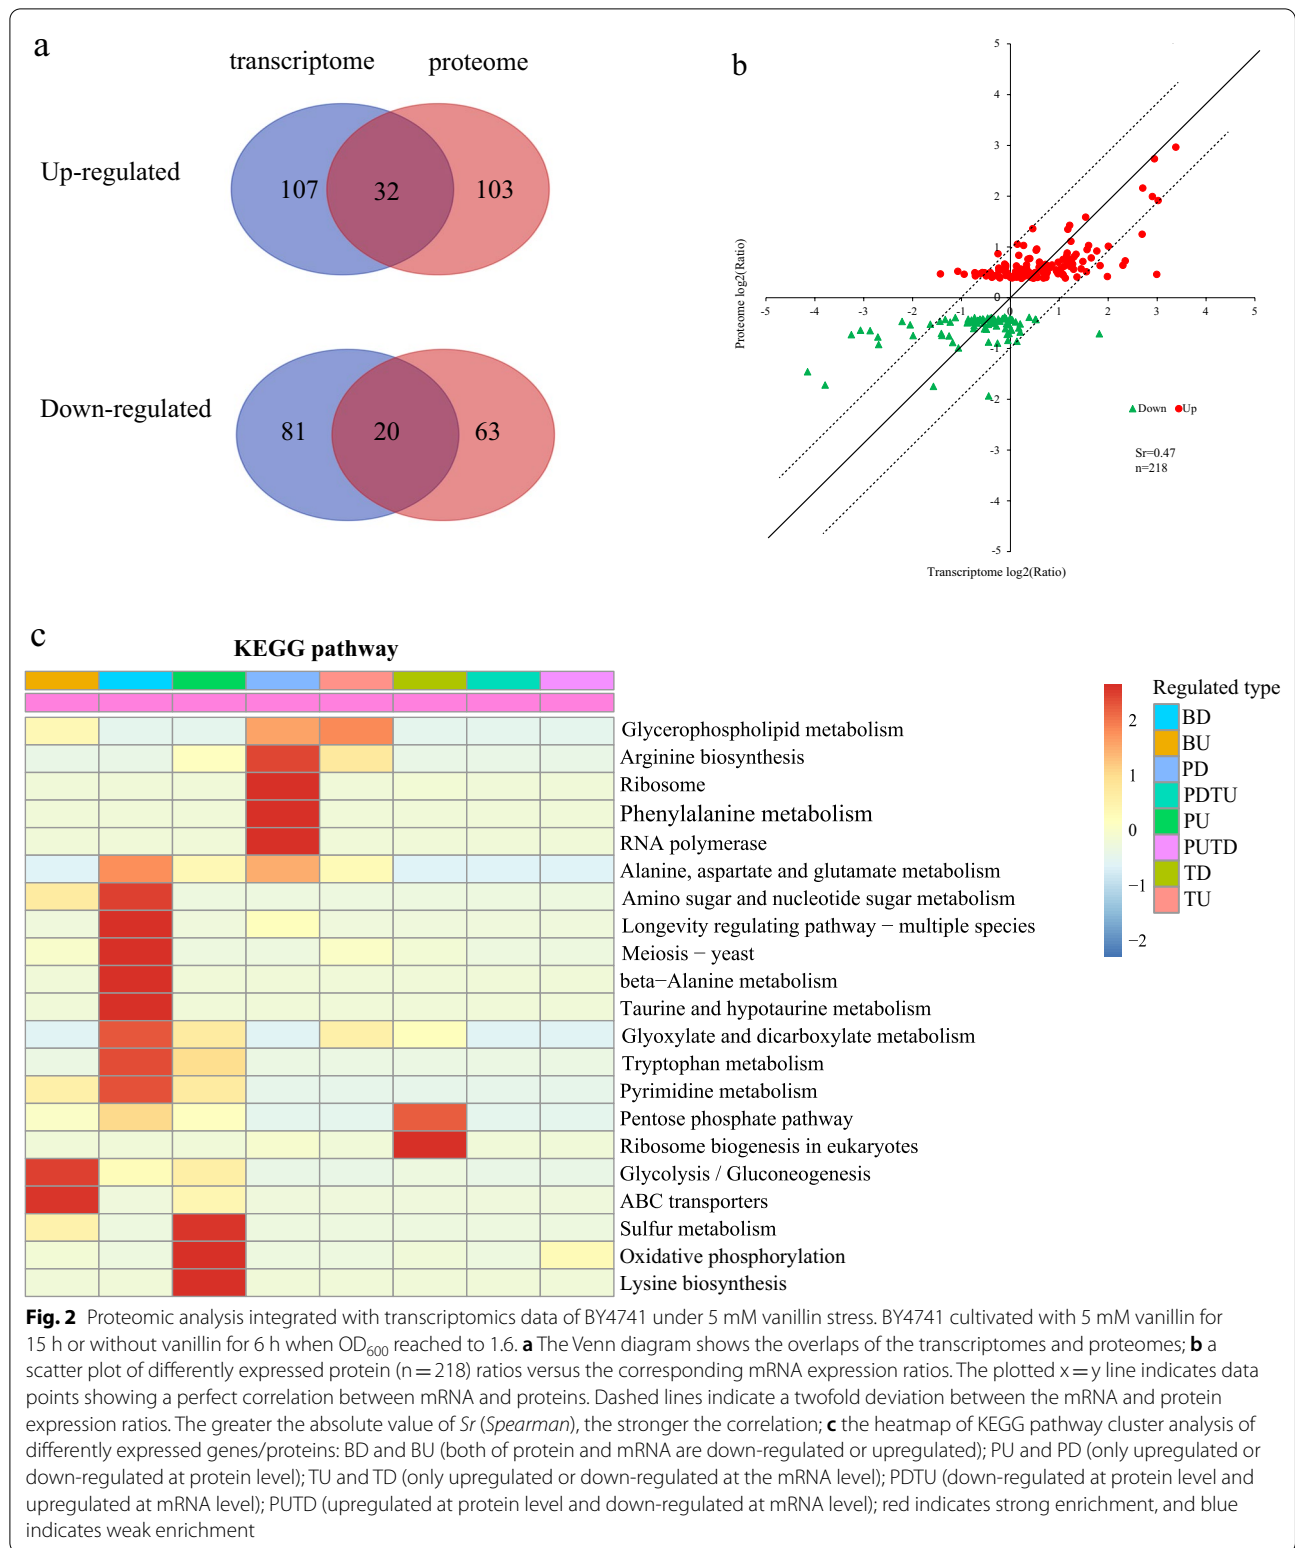 a
transcriptome proteome
Up-regulated
107 32 103
Down-regulated
81 20 63
b
5
4
3
2
1
0
-1
-2
-3
-4
-5
-5 -4 -3 -2 -1 0 1 2 3 4 5
Proteome log2(Ratio)
Transcriptome log2(Ratio)
Down Up
Sr=0.47
n=218
c
KEGG pathway
Glycerophospholipid metabolism
Arginine biosynthesis
Ribosome
Phenylalanine metabolism
RNA polymerase
Alanine, aspartate and glutamate metabolism
Amino sugar and nucleotide sugar metabolism
Longevity regulating pathway − multiple species
Meiosis − yeast
beta−Alanine metabolism
Taurine and hypotaurine metabolism
Glyoxylate and dicarboxylate metabolism
Tryptophan metabolism
Pyrimidine metabolism
Pentose phosphate pathway
Ribosome biogenesis in eukaryotes
Glycolysis / Gluconeogenesis
ABC transporters
Sulfur metabolism
Oxidative phosphorylation
Lysine biosynthesis
2
1
0
−1
−2
Regulated type
BD
BU
PD
PDTU
PU
PUTD
TD
TU
Fig. 2 Proteomic analysis integrated with transcriptomics data of BY4741 under 5 mM vanillin stress. BY4741 cultivated with 5 mM vanillin for
15 h or without vanillin for 6 h when OD600 reached to 1.6. a The Venn diagram shows the overlaps of the transcriptomes and proteomes; b a
scatter plot of differently expressed protein (n = 218) ratios versus the corresponding mRNA expression ratios. The plotted x = y line indicates data
points showing a perfect correlation between mRNA and proteins. Dashed lines indicate a twofold deviation between the mRNA and protein
expression ratios. The greater the absolute value of Sr (Spearman), the stronger the correlation; c the heatmap of KEGG pathway cluster analysis of
differently expressed genes/proteins: BD and BU (both of protein and mRNA are down-regulated or upregulated); PU and PD (only upregulated or
down-regulated at protein level); TU and TD (only upregulated or down-regulated at the mRNA level); PDTU (down-regulated at protein level and
upregulated at mRNA level); PUTD (upregulated at protein level and down-regulated at mRNA level); red indicates strong enrichment, and blue
indicates weak enrichment